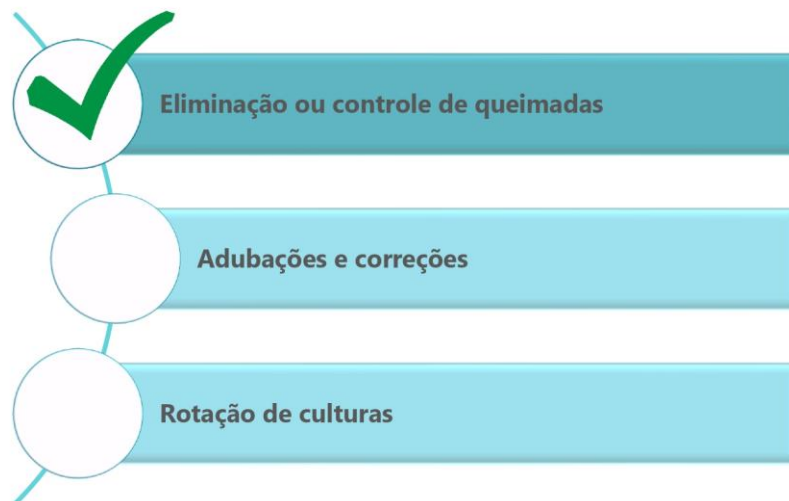 Eliminação ou controle de queimadas
Adubações e correções
Rotação de culturas